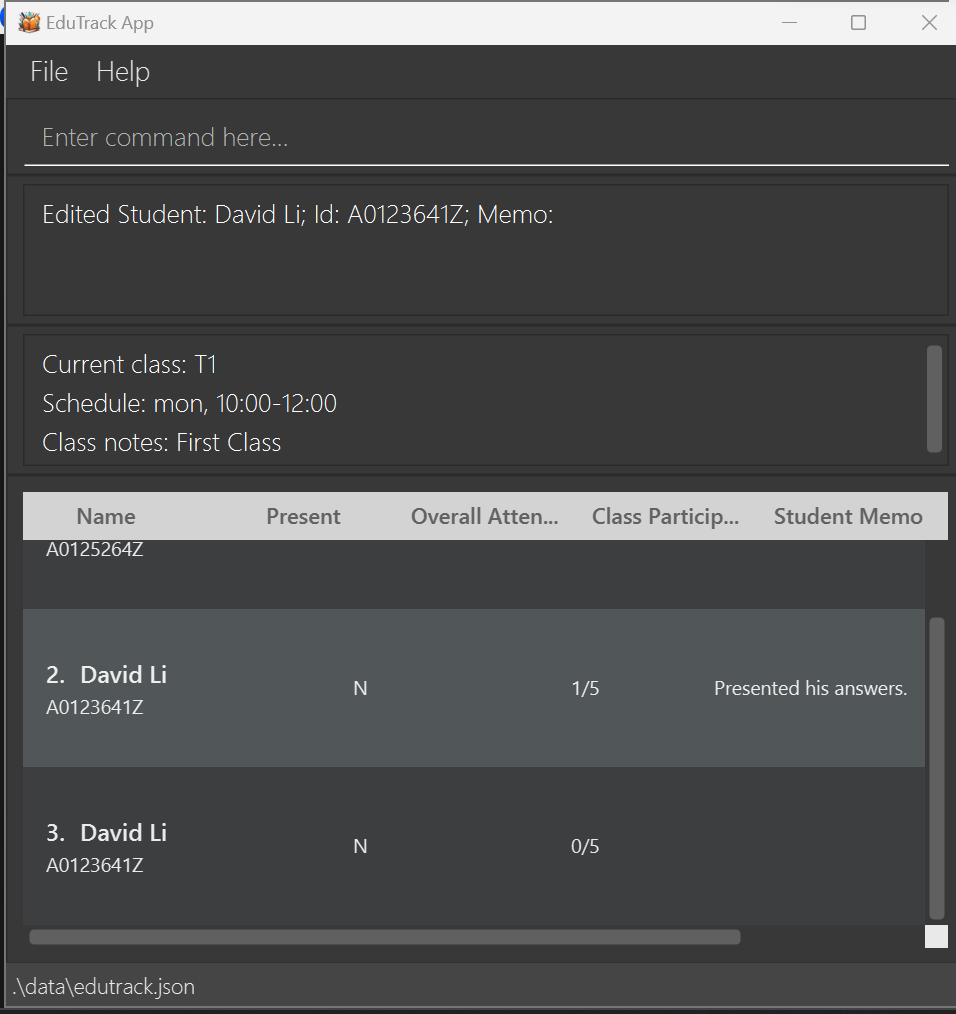 EduTrack App
File Help
Enter command here...
Edited Student: David Li; Id: A0123641Z; Memo:
Current class: T1
Schedule: mon, 10:00-12:00
Class notes: First Class
Name Present Overall Atten... Class Particip... Student Memo
A0125264Z
2. David Li
N 1/5 Presented his answers.
A0123641Z
3. David Li
N 0/5
A0123641Z
.\data\edutrack.json